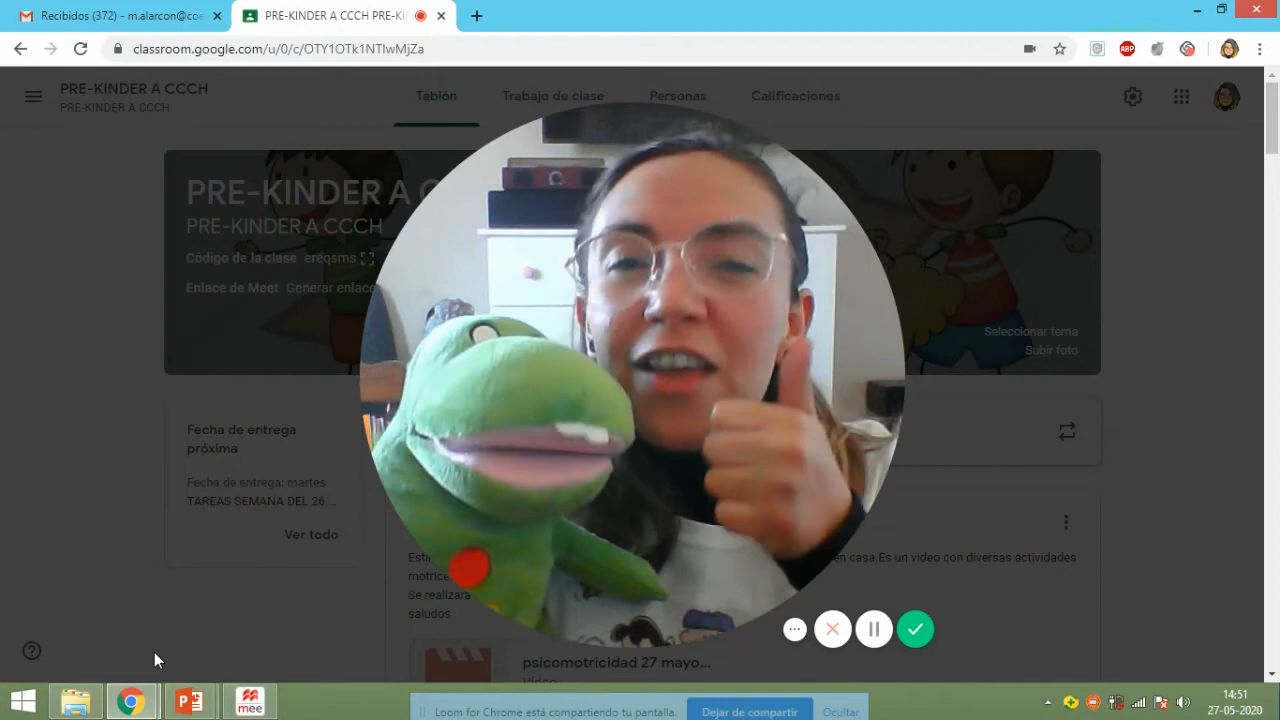 Recibidos (372) - m.alarcon@coe
PRE-KINDER A CCCH PRE-KI
classroom.google.com/u/0/c/OTY1OTk1NTIwMjZa
ABP
PRE-KINDER A CCCH
PRE-KINDER A CCCH
Tablón
Trabajo de clase
Personas
Calificaciones
PRE-KINDER A C
PRE-KINDER A CCCH
Código de la clase ereqsms
Enlace de Meet Generar enlace
Seleccionar tema
Subir foto
Fecha de entrega
próxima
Fecha de entrega: martes
TAREAS SEMANA DEL 26 ...
Ver todo
en casa.Es un video con diversas actividades
motrice
Se realizara
saludos
psicomotricidad 27 mayo...
Vídeo
mee
Loom for Chrome está compartiendo tu pantalla.
Dejar de compartir
Ocultar
14:51
27-05-2020